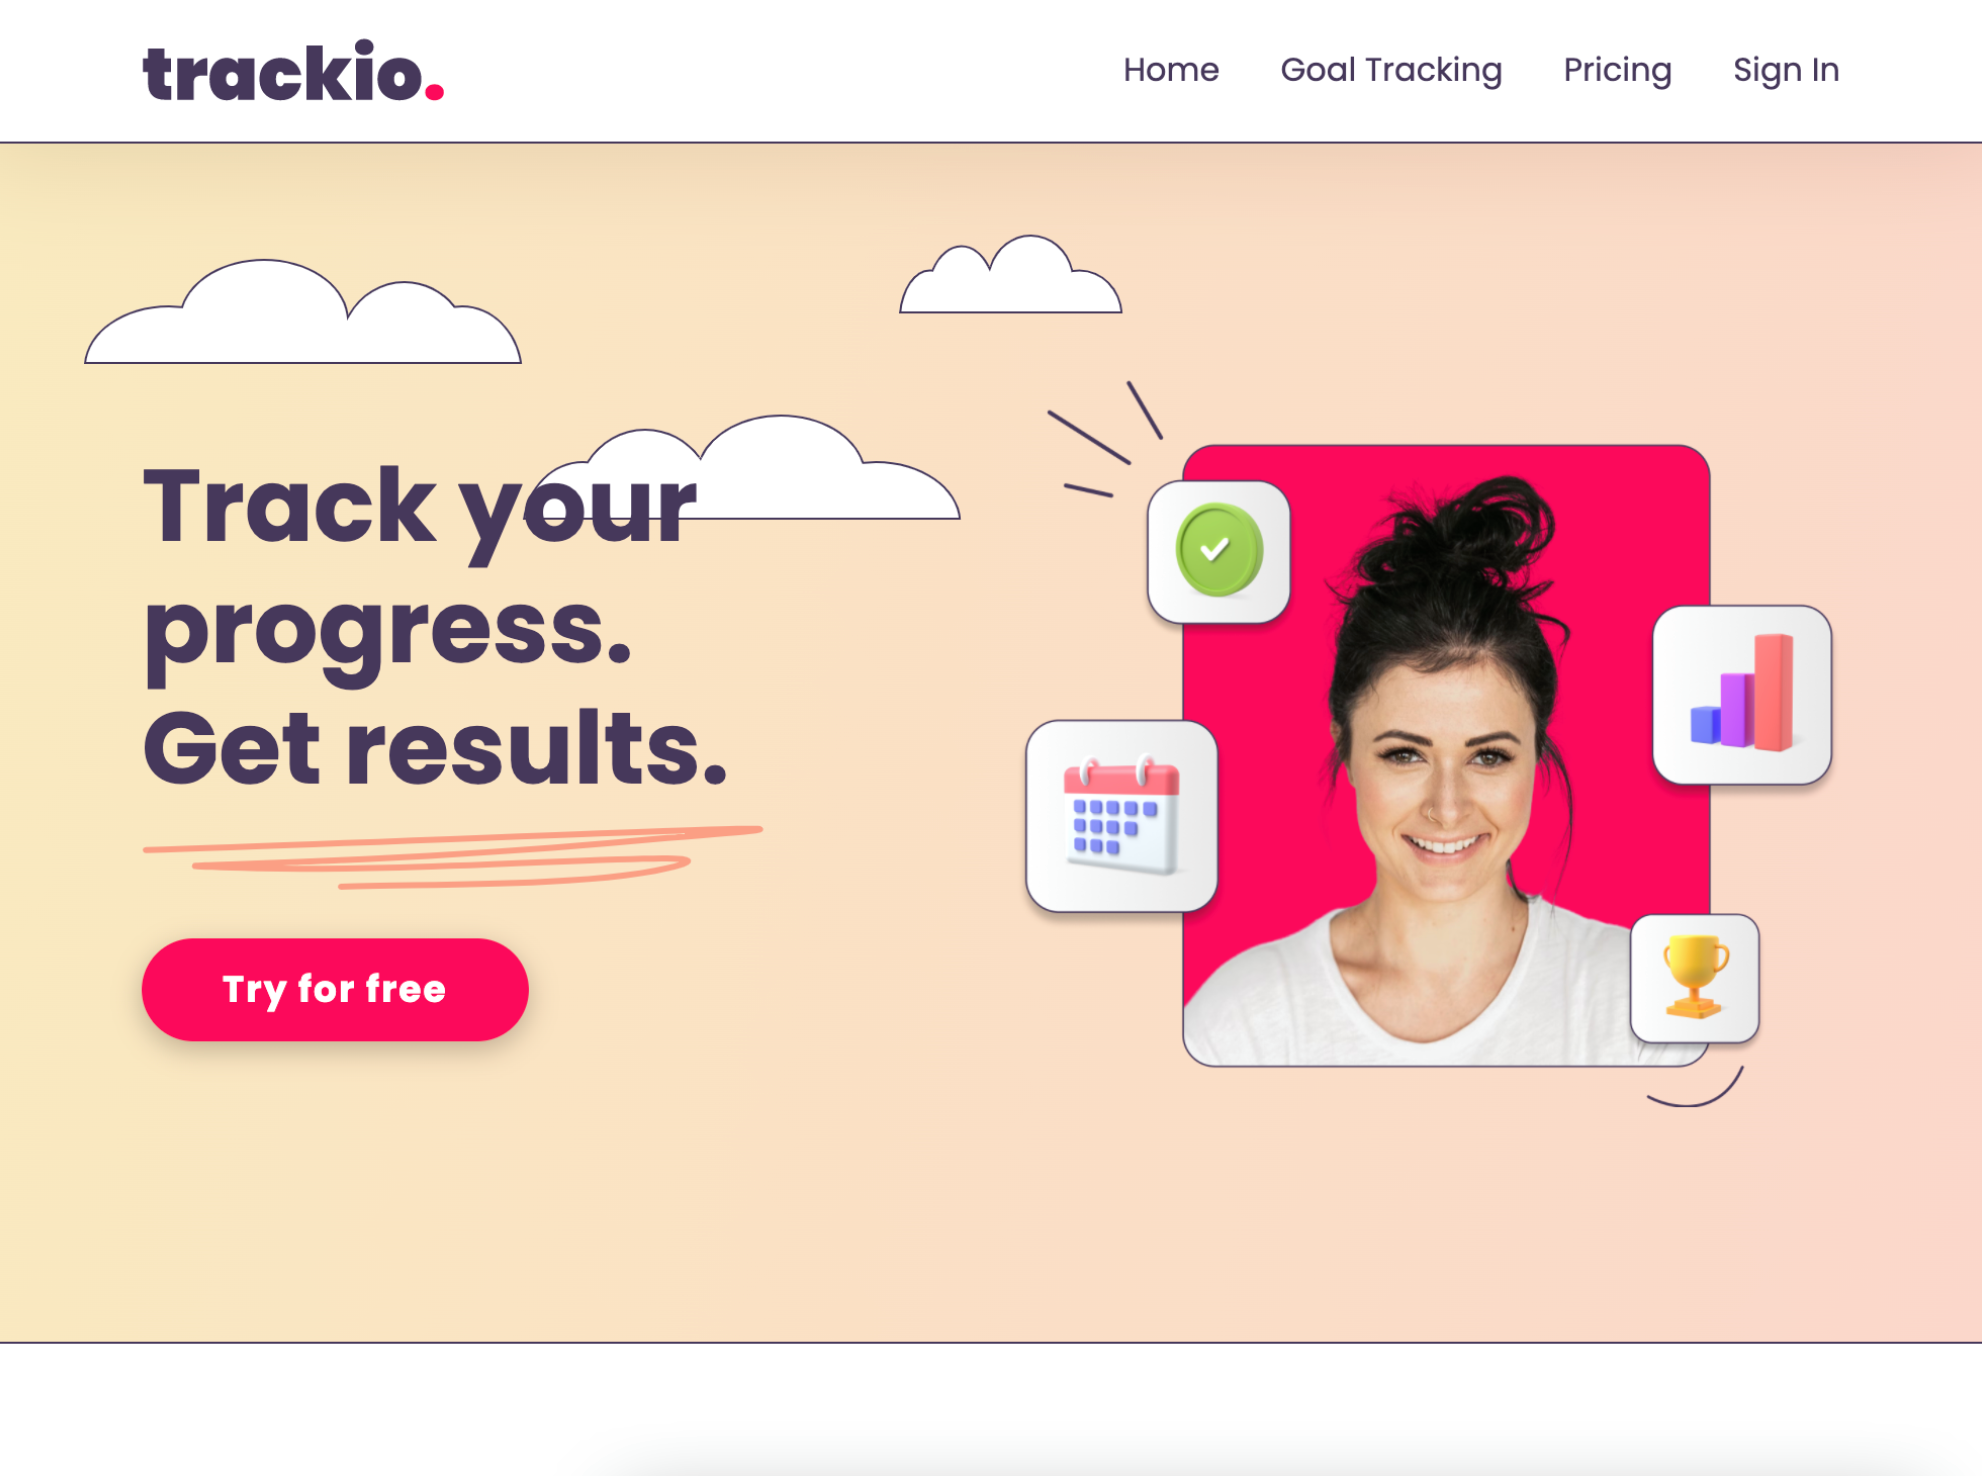 trackio.
Home Goal Tracking Pricing Sign In
Track your
progress.
Get results.
Try for free